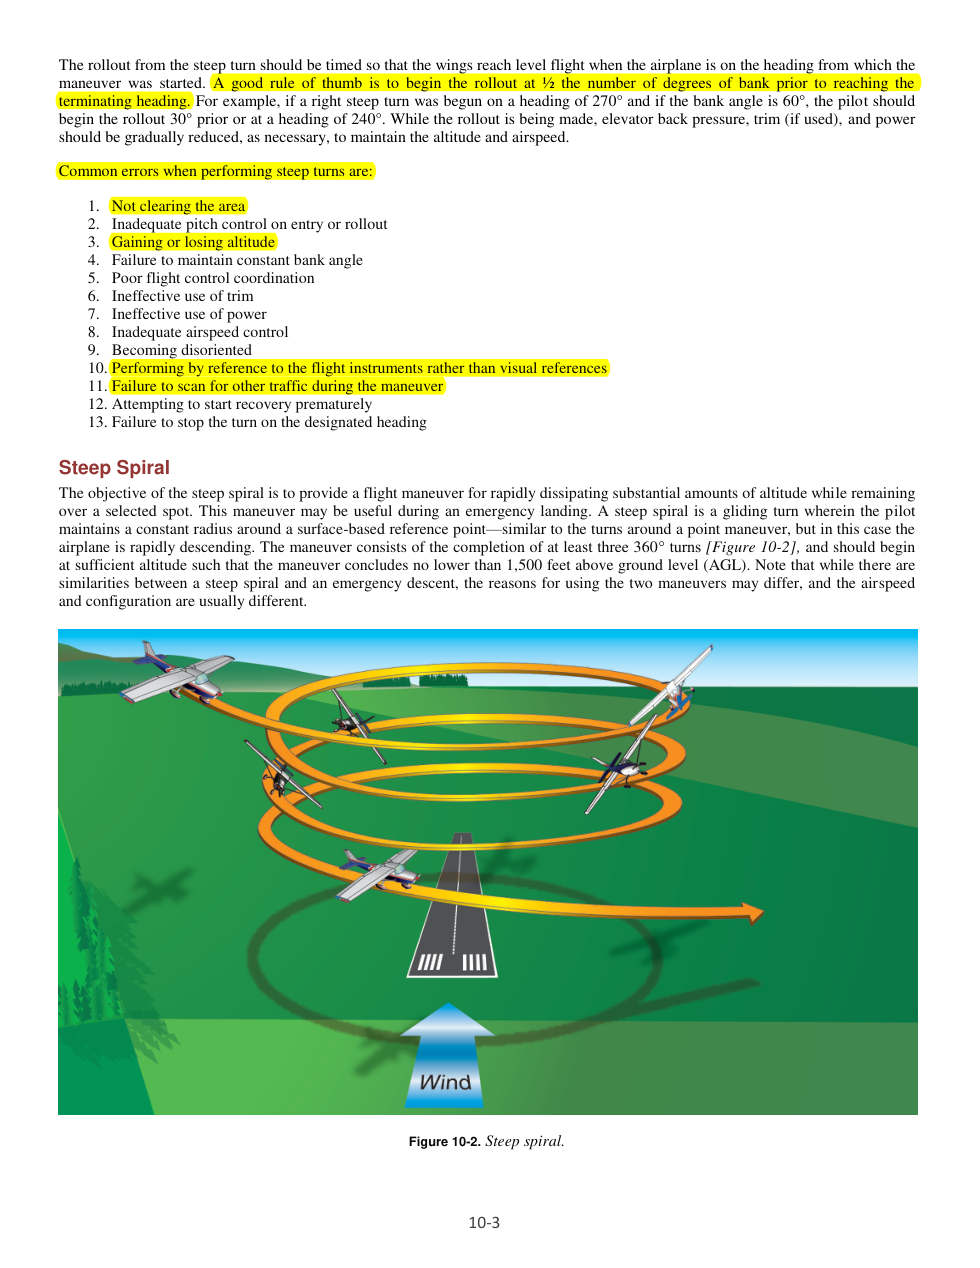 The rollout from the steep turn should be timed so that the wings reach level flight when the airplane is on the heading from which the
maneuver was started. A good rule of thumb is to begin the rollout at ½ the number of degrees of bank prior to reaching the
terminating heading. For example, if a right steep turn was begun on a heading of 270° and if the bank angle is 60°, the pilot should
begin the rollout 30° prior or at a heading of 240°. While the rollout is being made, elevator back pressure, trim (if used), and power
should be gradually reduced, as necessary, to maintain the altitude and airspeed.
Common errors when performing steep turns are:
1. Not clearing the area
2. Inadequate pitch control on entry or rollout
3. Gaining or losing altitude
4. Failure to maintain constant bank angle
5. Poor flight control coordination
6. Ineffective use of trim
7. Ineffective use of power
8. Inadequate airspeed control
9. Becoming disoriented
10. Performing by reference to the flight instruments rather than visual references
11. Failure to scan for other traffic during the maneuver
12. Attempting to start recovery prematurely
13. Failure to stop the turn on the designated heading
Steep Spiral
The objective of the steep spiral is to provide a flight maneuver for rapidly dissipating substantial amounts of altitude while remaining
over a selected spot. This maneuver may be useful during an emergency landing. A steep spiral is a gliding turn wherein the pilot
maintains a constant radius around a surface-based reference point—similar to the turns around a point maneuver, but in this case the
airplane is rapidly descending. The maneuver consists of the completion of at least three 360° turns [Figure 10-2], and should begin
at sufficient altitude such that the maneuver concludes no lower than 1,500 feet above ground level (AGL). Note that while there are
similarities between a steep spiral and an emergency descent, the reasons for using the two maneuvers may differ, and the airspeed
and configuration are usually different.
Wind
Figure 10-2. Steep spiral.
10-3